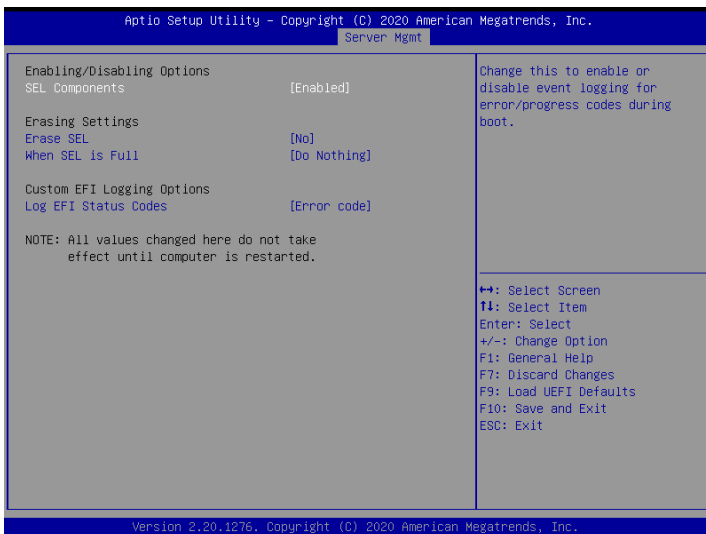 Aptio Setup Utility – Copyright (C) 2020 American Megatrends, Inc.
Server Mgmt
Enabling/Disabling Options
SEL Components [Enabled]
Erasing Settings
Erase SEL [No]
When SEL is Full [Do Nothing]
Custom EFI Logging Options
Log EFI Status Codes [Error code]
NOTE: All values changed here do not take
effect until computer is restarted.
Change this to enable or
disable event logging for
error/progress codes during
boot.
↔: Select Screen
↑↓: Select Item
Enter: Select
+/-: Change Option
F1: General Help
F7: Discard Changes
F9: Load UEFI Defaults
F10: Save and Exit
ESC: Exit
Version 2.20.1276. Copyright (C) 2020 American Megatrends, Inc.